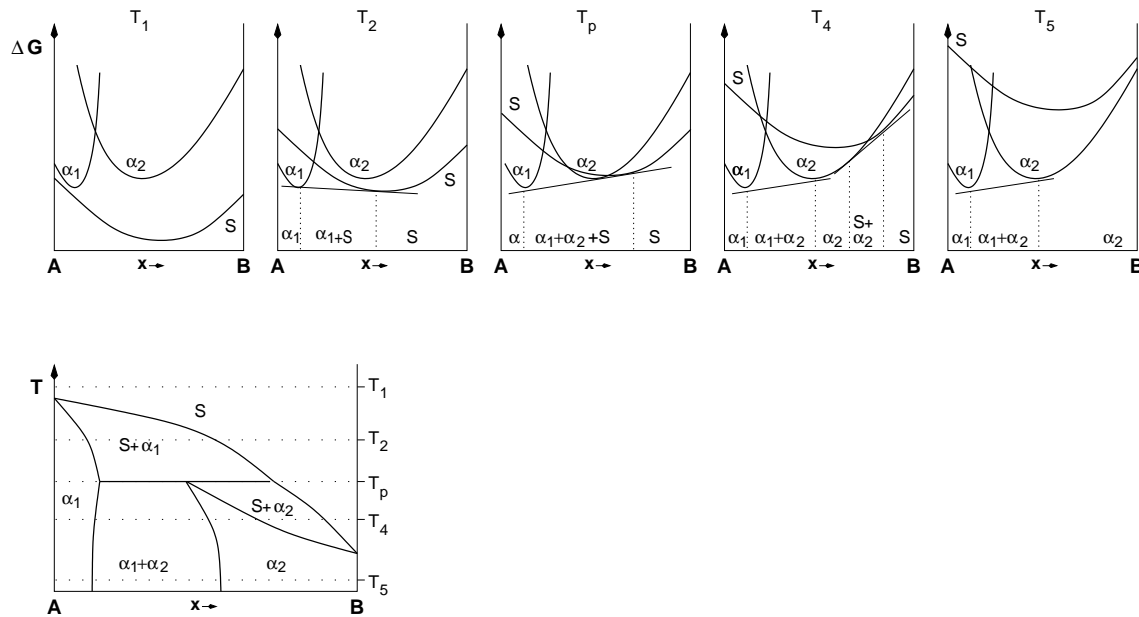 T1 T2 Tp T4 T5
ΔG
S S S
α1 α2 α1 α2 S α1 α2 S α1 α2 α1 α2
S
α1 α1+S S α α1+α2+S S α1 α1+α2 α2 S+ α2 S α1 α1+α2 α2
A x→ B A x→ B A x→ B A x→ B A x→ B
T
T1
S
S+α1
T2
Tp
α1
S+α2
T4
α1+α2
α2
T5
A x→ B